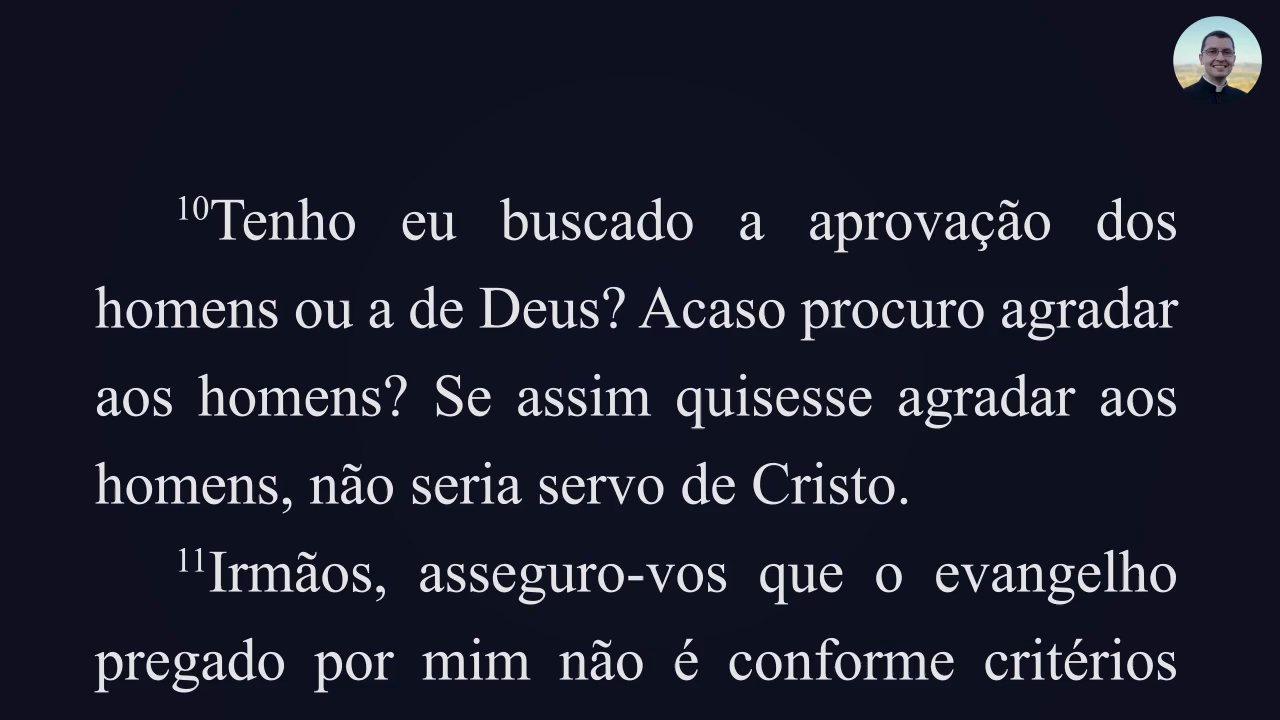 ¹⁰Tenho eu buscado a aprovação dos
homens ou a de Deus? Acaso procuro agradar
aos homens? Se assim quisesse agradar aos
homens, não seria servo de Cristo.
¹¹Irmãos, asseguro-vos que o evangelho
pregado por mim não é conforme critérios